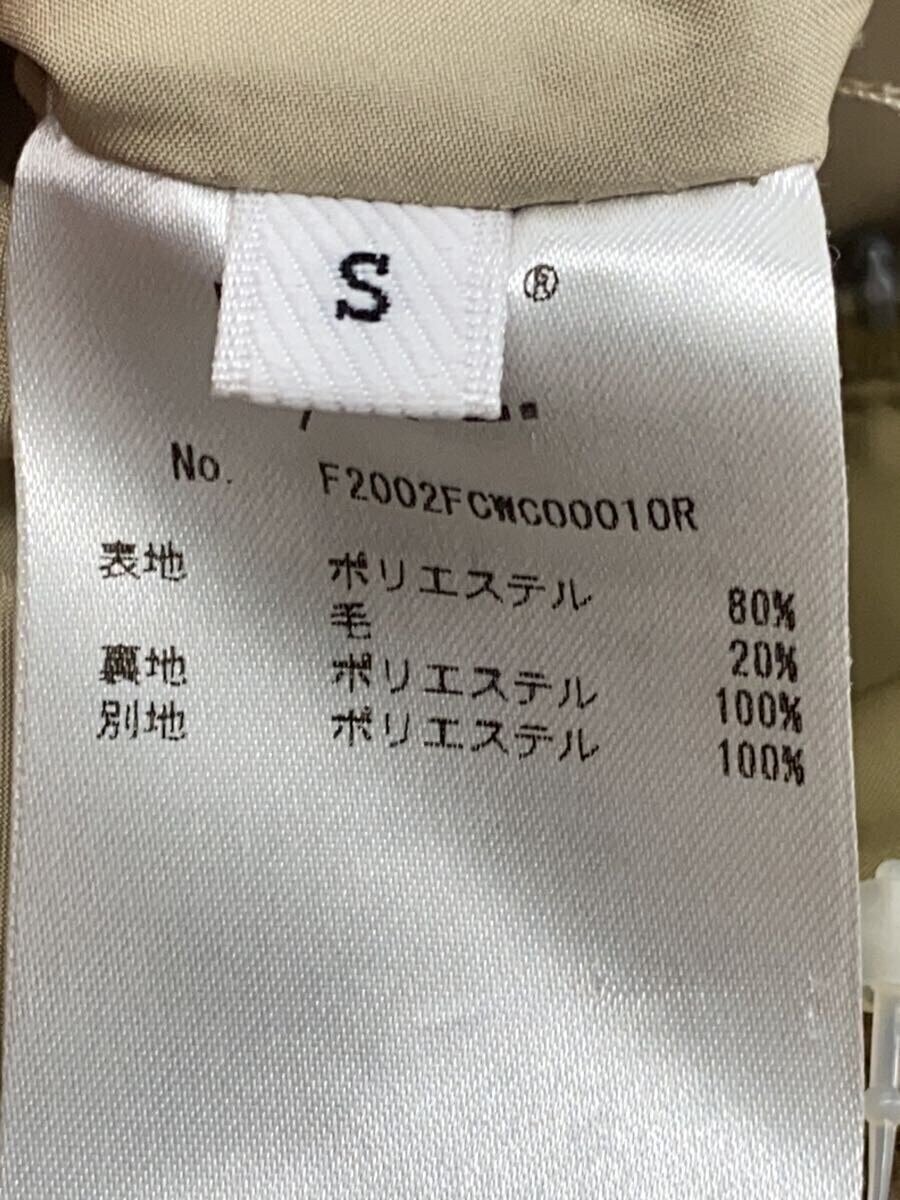 S
®
No. F2002FCWC00010R
表地 ポリエステル 80%
毛 20%
裏地 ポリエステル 100%
別地 ポリエステル 100%